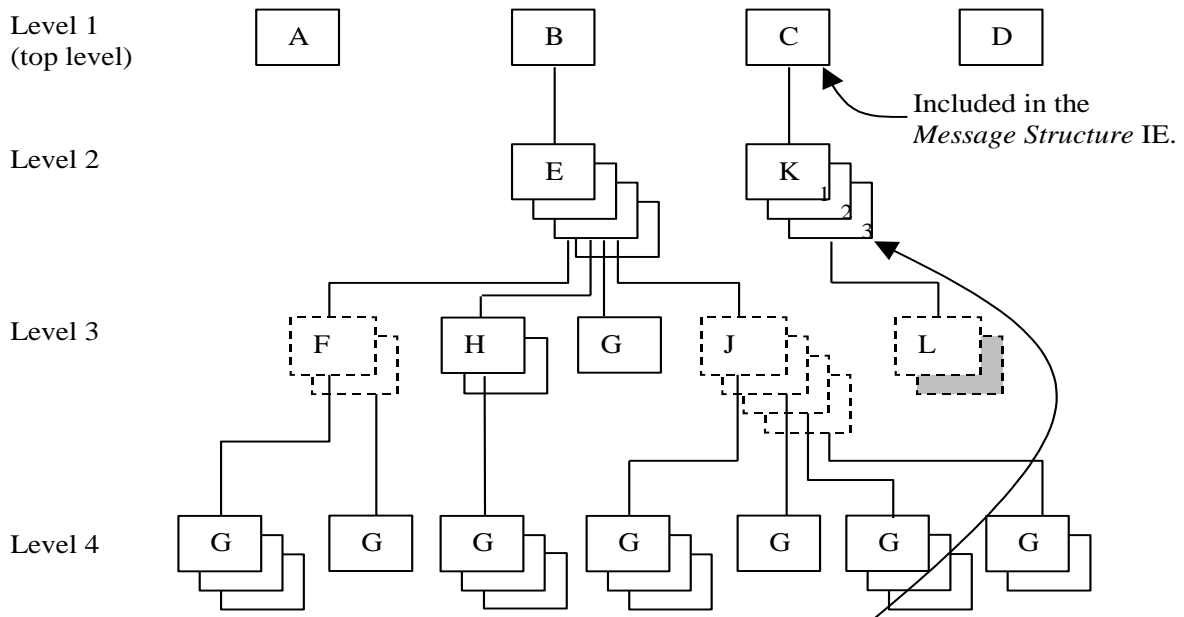 Level 1
(top level)
A
B
C
D
Included in the
Message Structure IE.
Level 2
E
K
1
2
3
Level 3
F
H
G
J
L
Level 4
G
G
G
G
G
G
G